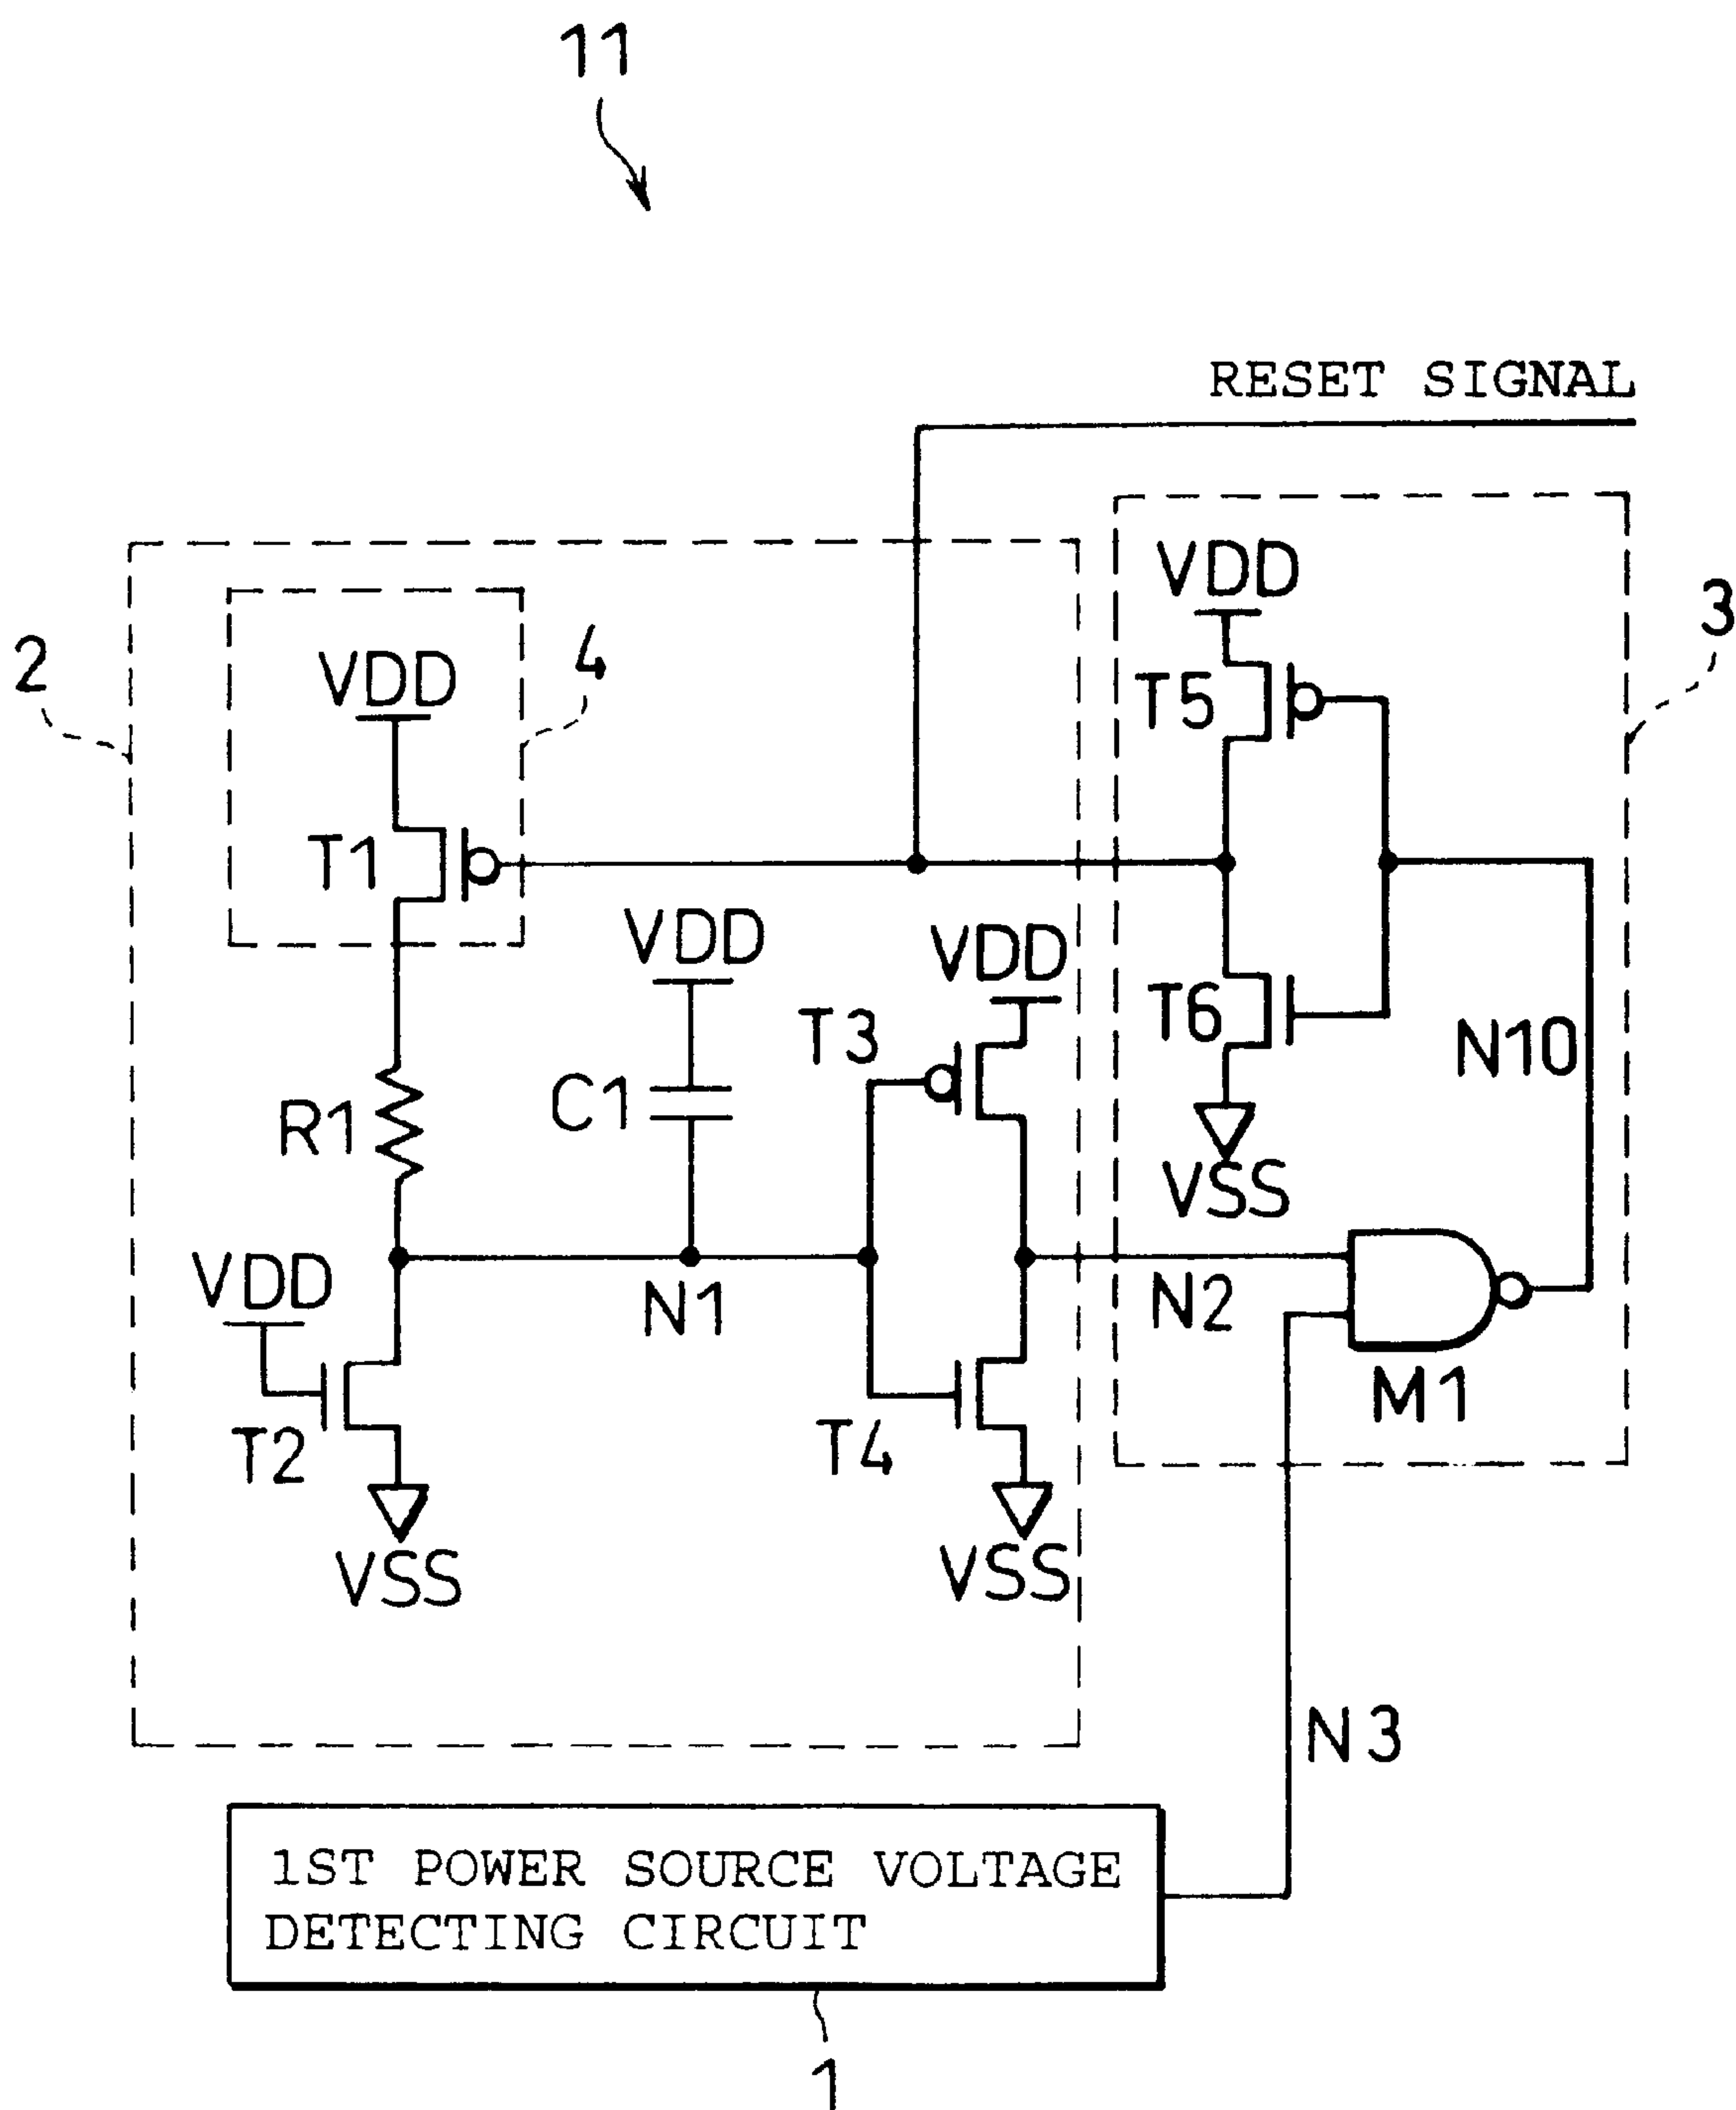 11
RESET SIGNAL
VDD
3
2
4
VDD
T5
T1
VDD
VDD
T3
T6
N10
R1
C1
VSS
VDD
N1
N2
M1
T2
T4
VSS
VSS
N3
1ST POWER SOURCE VOLTAGE
DETECTING CIRCUIT
1